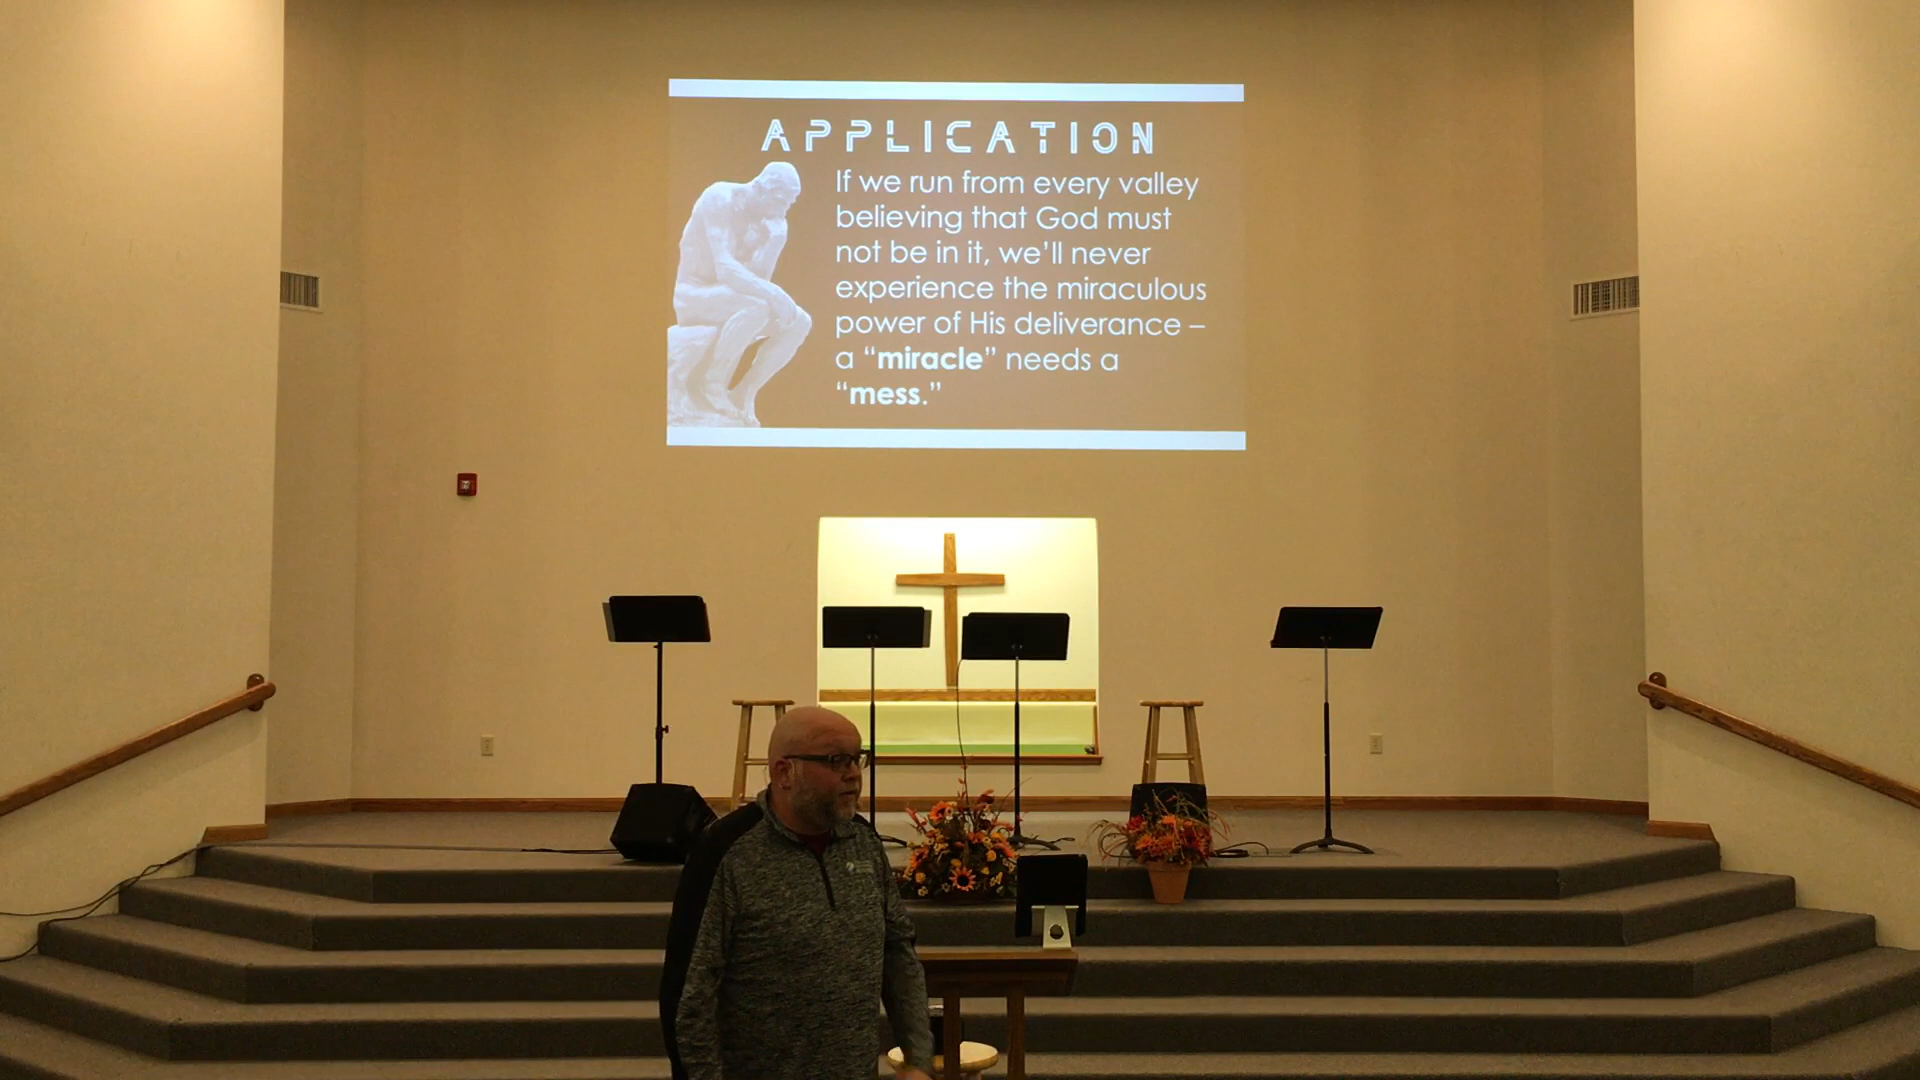 APPLICATION
If we run from every valley
believing that God must
not be in it, we’ll never
experience the miraculous
power of His deliverance –
a “miracle” needs a
“mess.”